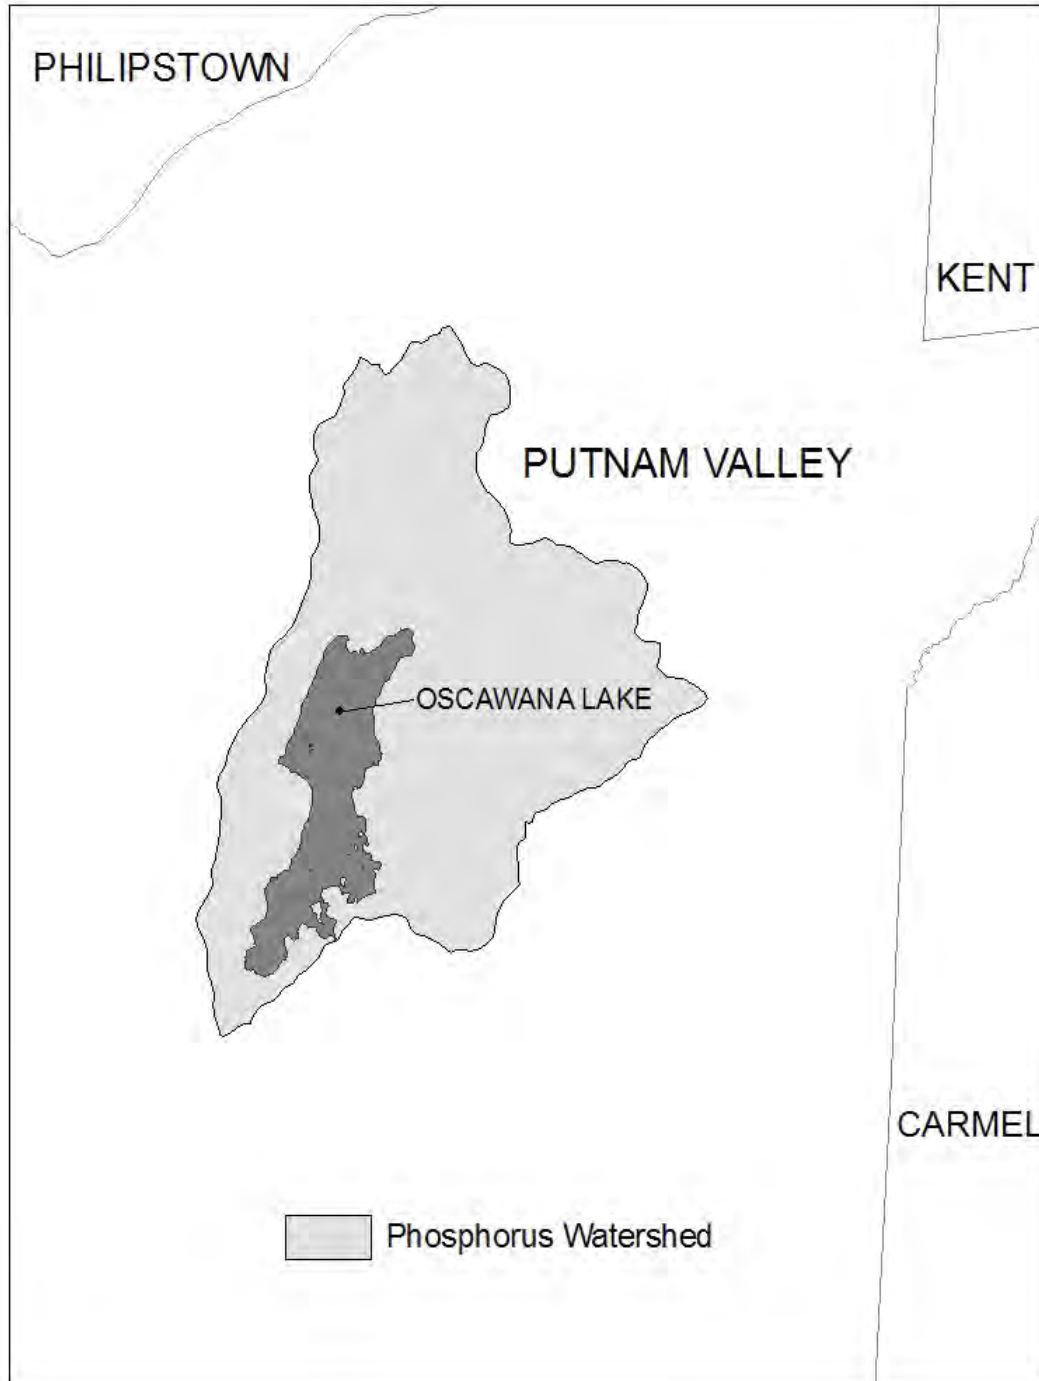 PHILIPSTOWN
KENT
PUTNAM VALLEY
OSCAWANA LAKE
CARMEL
Phosphorus Watershed